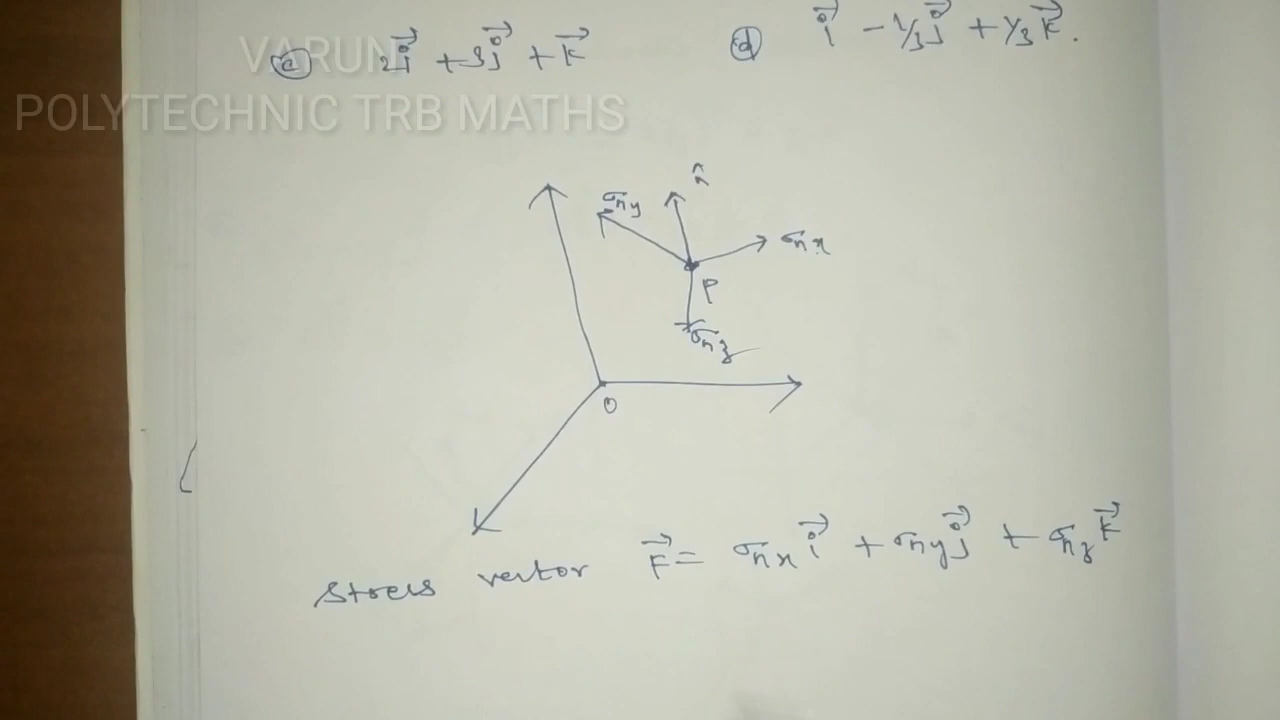 VARUN
POLYTECHNIC TRB MATHS
(c) 2i⃗ + 3j⃗ + k⃗
(d) i⃗ - 1/3 j⃗ + 1/3 k⃗.
n̂
σny
σnx
P
σnz
O
Stress vector F⃗ = σnx i⃗ + σny j⃗ + σnz k⃗